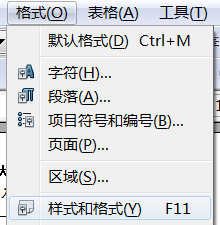 格式(O) 表格(A) 工具(T)
默认格式(D) Ctrl+M
字符(H)...
段落(A)...
项目符号和编号(B)...
页面(P)...
区域(S)...
样式和格式(Y) F11